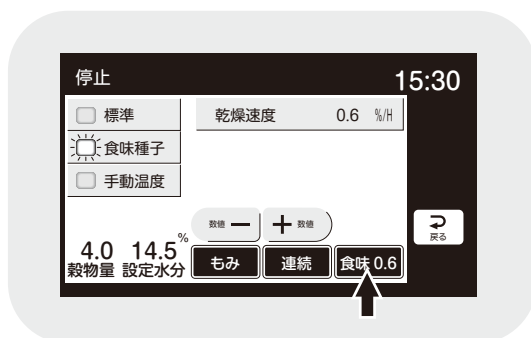 停止 15:30
標準
食味種子
手動温度
乾燥速度 0.6 %/H
数値 ー ＋ 数値
戻る
4.0 14.5 %
穀物量 設定水分
もみ 連続 食味 0.6